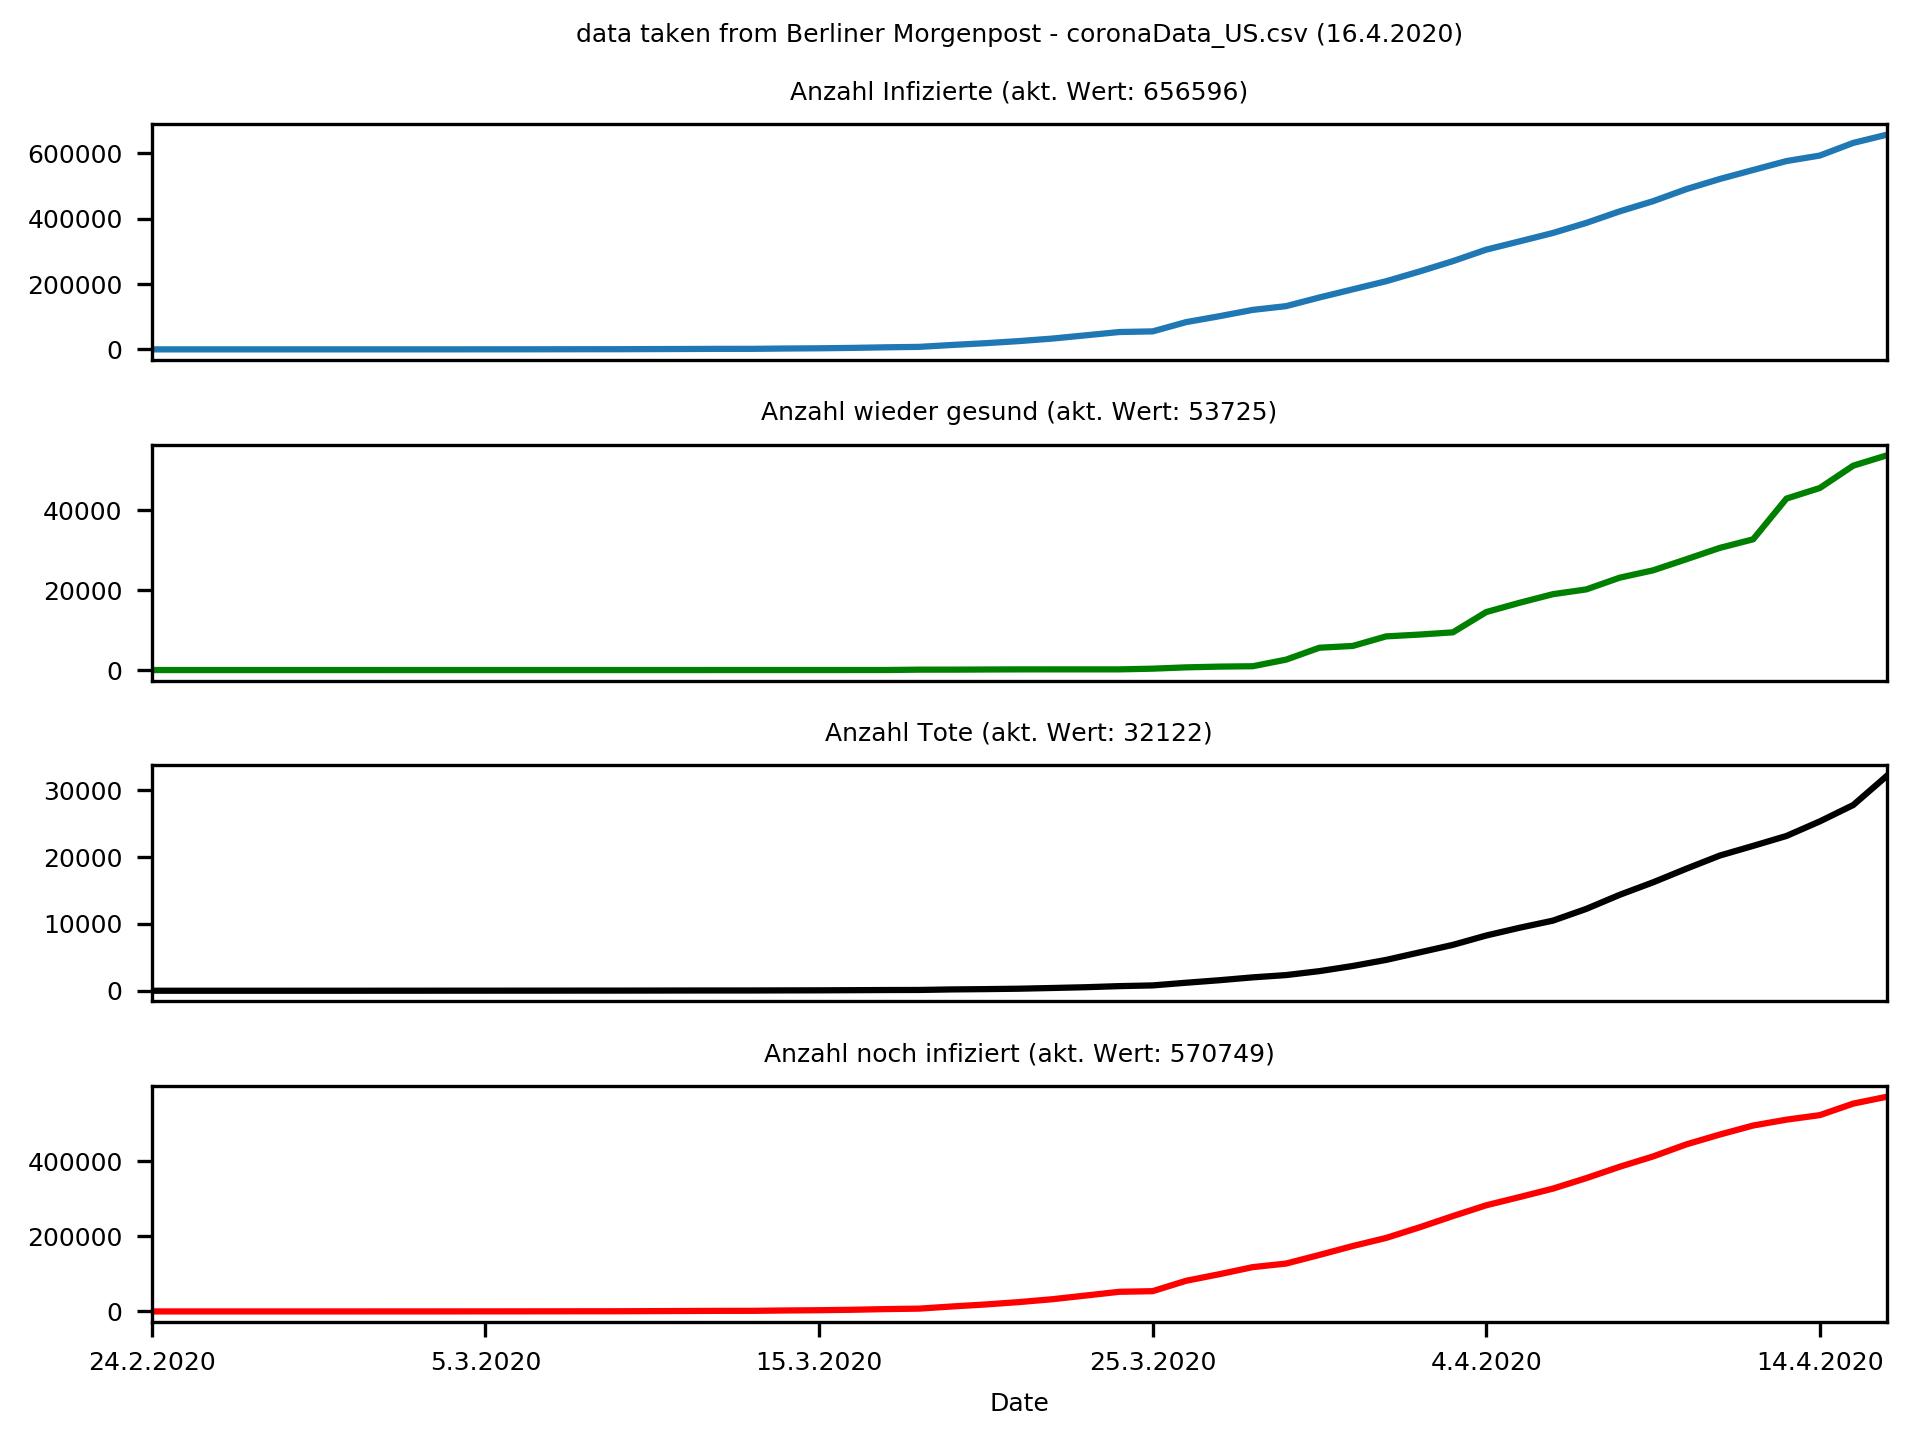 data taken from Berliner Morgenpost - coronaData_US.csv (16.4.2020)
Anzahl Infizierte (akt. Wert: 656596)
600000
400000
200000
0
Anzahl wieder gesund (akt. Wert: 53725)
40000
20000
0
Anzahl Tote (akt. Wert: 32122)
30000
20000
10000
0
Anzahl noch infiziert (akt. Wert: 570749)
400000
200000
0
24.2.2020 5.3.2020 15.3.2020 25.3.2020 4.4.2020 14.4.2020
Date